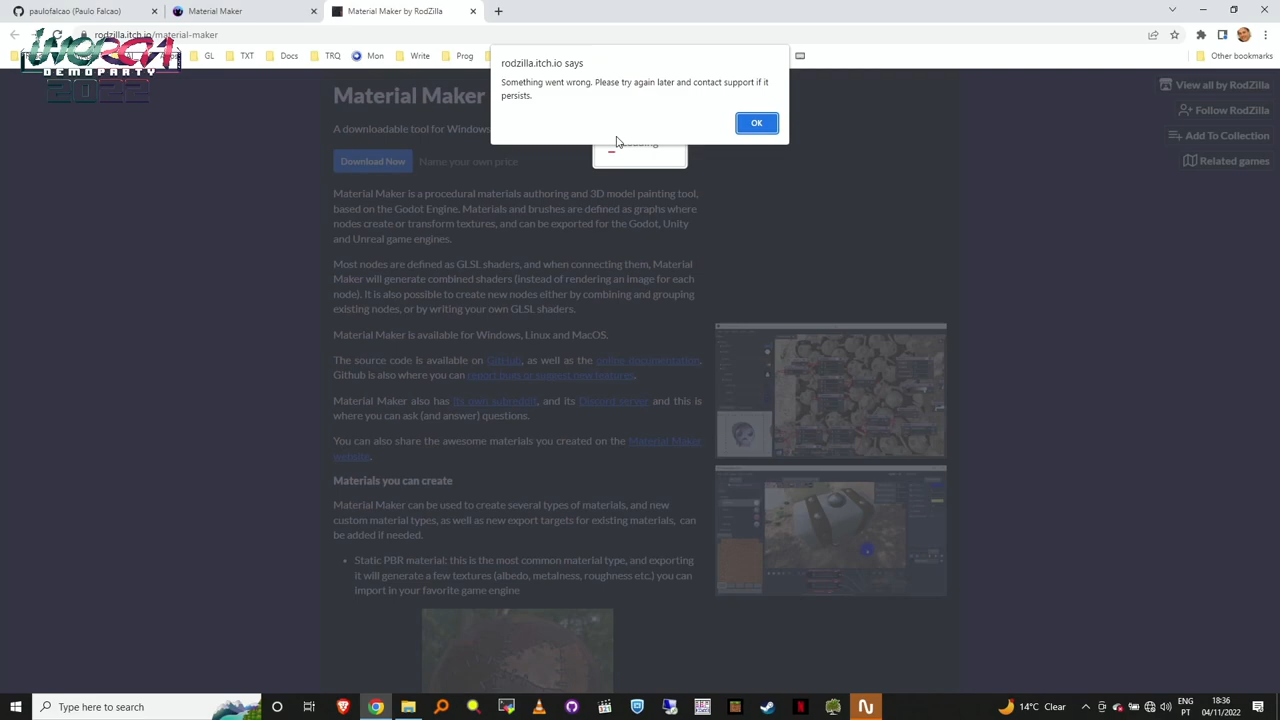 paulofalcao (Paulo Falcao)
Material Maker
Material Maker by RodZilla
rodzilla.itch.io/material-maker
INÉRCIA
DEMOPARTY
2022
GL
TXT
Docs
TRQ
Mon
Write
Prog
Other bookmarks
rodzilla.itch.io says
Something went wrong. Please try again later and contact support if it
persists.
OK
Material Maker
A downloadable tool for Windows
Download Now
Name your own price
View all by RodZilla
Follow RodZilla
Add To Collection
Related games
Material Maker is a procedural materials authoring and 3D model painting tool,
based on the Godot Engine. Materials and brushes are defined as graphs where
nodes create or transform textures, and can be exported for the Godot, Unity
and Unreal game engines.
Most nodes are defined as GLSL shaders, and when connecting them, Material
Maker will generate combined shaders (instead of rendering an image for each
node). It is also possible to create new nodes either by combining and grouping
existing nodes, or by writing your own GLSL shaders.
Material Maker is available for Windows, Linux and MacOS.
The source code is available on GitHub, as well as the online documentation.
Github is also where you can report bugs or suggest new features.
Material Maker also has its own subreddit, and its Discord server and this is
where you can ask (and answer) questions.
You can also share the awesome materials you created on the Material Maker
website.
Materials you can create
Material Maker can be used to create several types of materials, and new
custom material types, as well as new export targets for existing materials, can
be added if needed.
• Static PBR material: this is the most common material type, and exporting
it will generate a few textures (albedo, metalness, roughness etc.) you can
import in your favorite game engine
Type here to search
14°C Clear
ENG
PT
18:36
04/11/2022